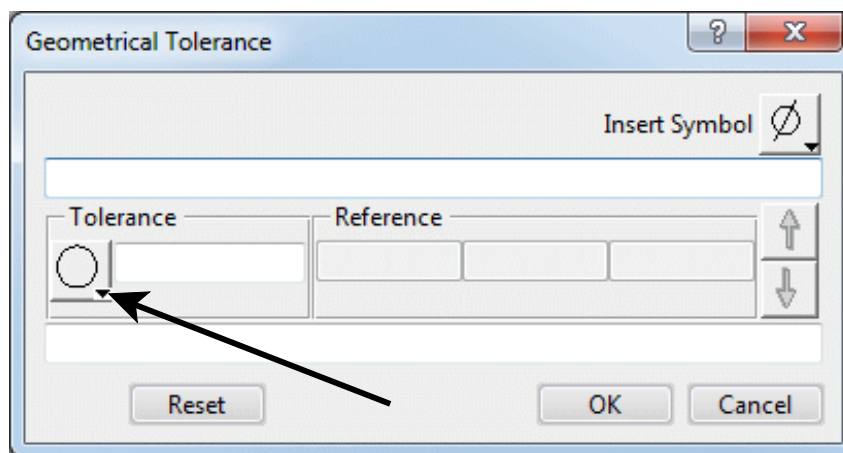 Geometrical Tolerance
Insert Symbol
Tolerance Reference
Reset OK Cancel